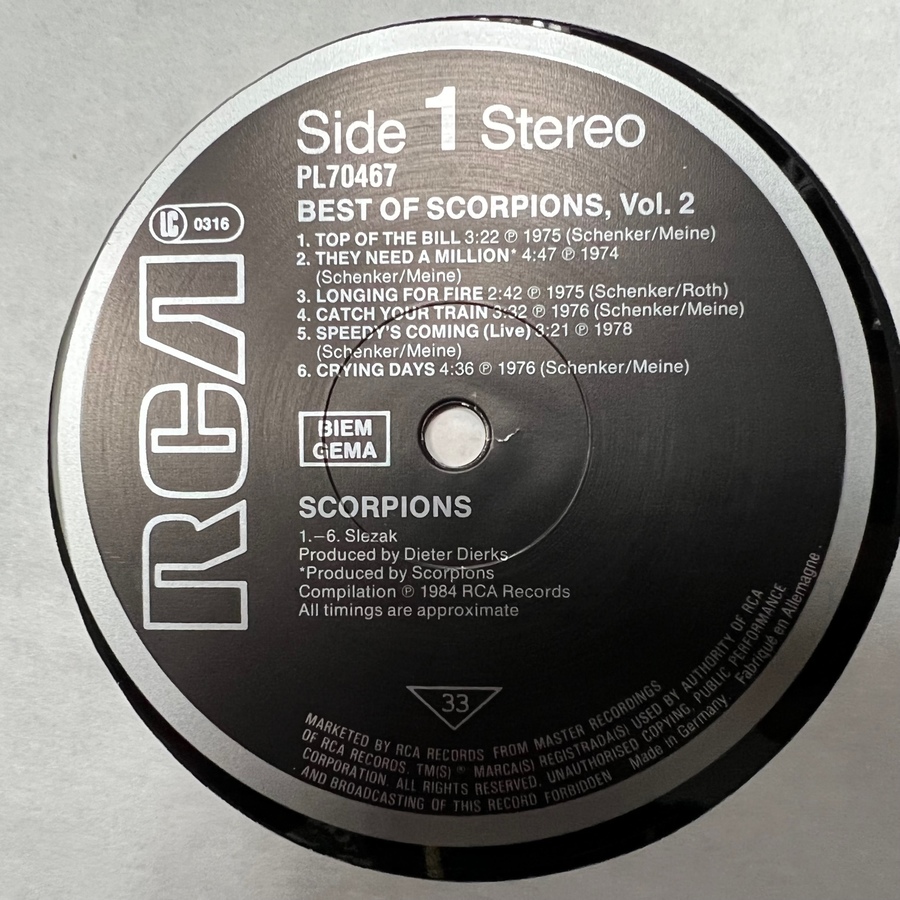 Side 1 Stereo
PL70467
BEST OF SCORPIONS, Vol. 2
LC 0316
1. TOP OF THE BILL 3:22 ℗ 1975 (Schenker/Meine)
2. THEY NEED A MILLION* 4:47 ℗ 1974
(Schenker/Meine)
3. LONGING FOR FIRE 2:42 ℗ 1975 (Schenker/Roth)
4. CATCH YOUR TRAIN 3:32 ℗ 1976 (Schenker/Meine)
5. SPEEDY'S COMING (Live) 3:21 ℗ 1978
(Schenker/Meine)
6. CRYING DAYS 4:36 ℗ 1976 (Schenker/Meine)
RCA
BIEM
GEMA
SCORPIONS
1.–6. Slezak
Produced by Dieter Dierks
*Produced by Scorpions
Compilation ℗ 1984 RCA Records
All timings are approximate
33
MARKETED BY RCA RECORDS FROM MASTER RECORDINGS
OF RCA RECORDS. TM(S) ® MARCA(S) REGISTRADA(S) USED BY AUTHORITY OF RCA
CORPORATION. ALL RIGHTS RESERVED. UNAUTHORISED COPYING, PUBLIC PERFORMANCE
. AND BROADCASTING OF THIS RECORD FORBIDDEN Made in Germany. Fabriqué en Allemagne .